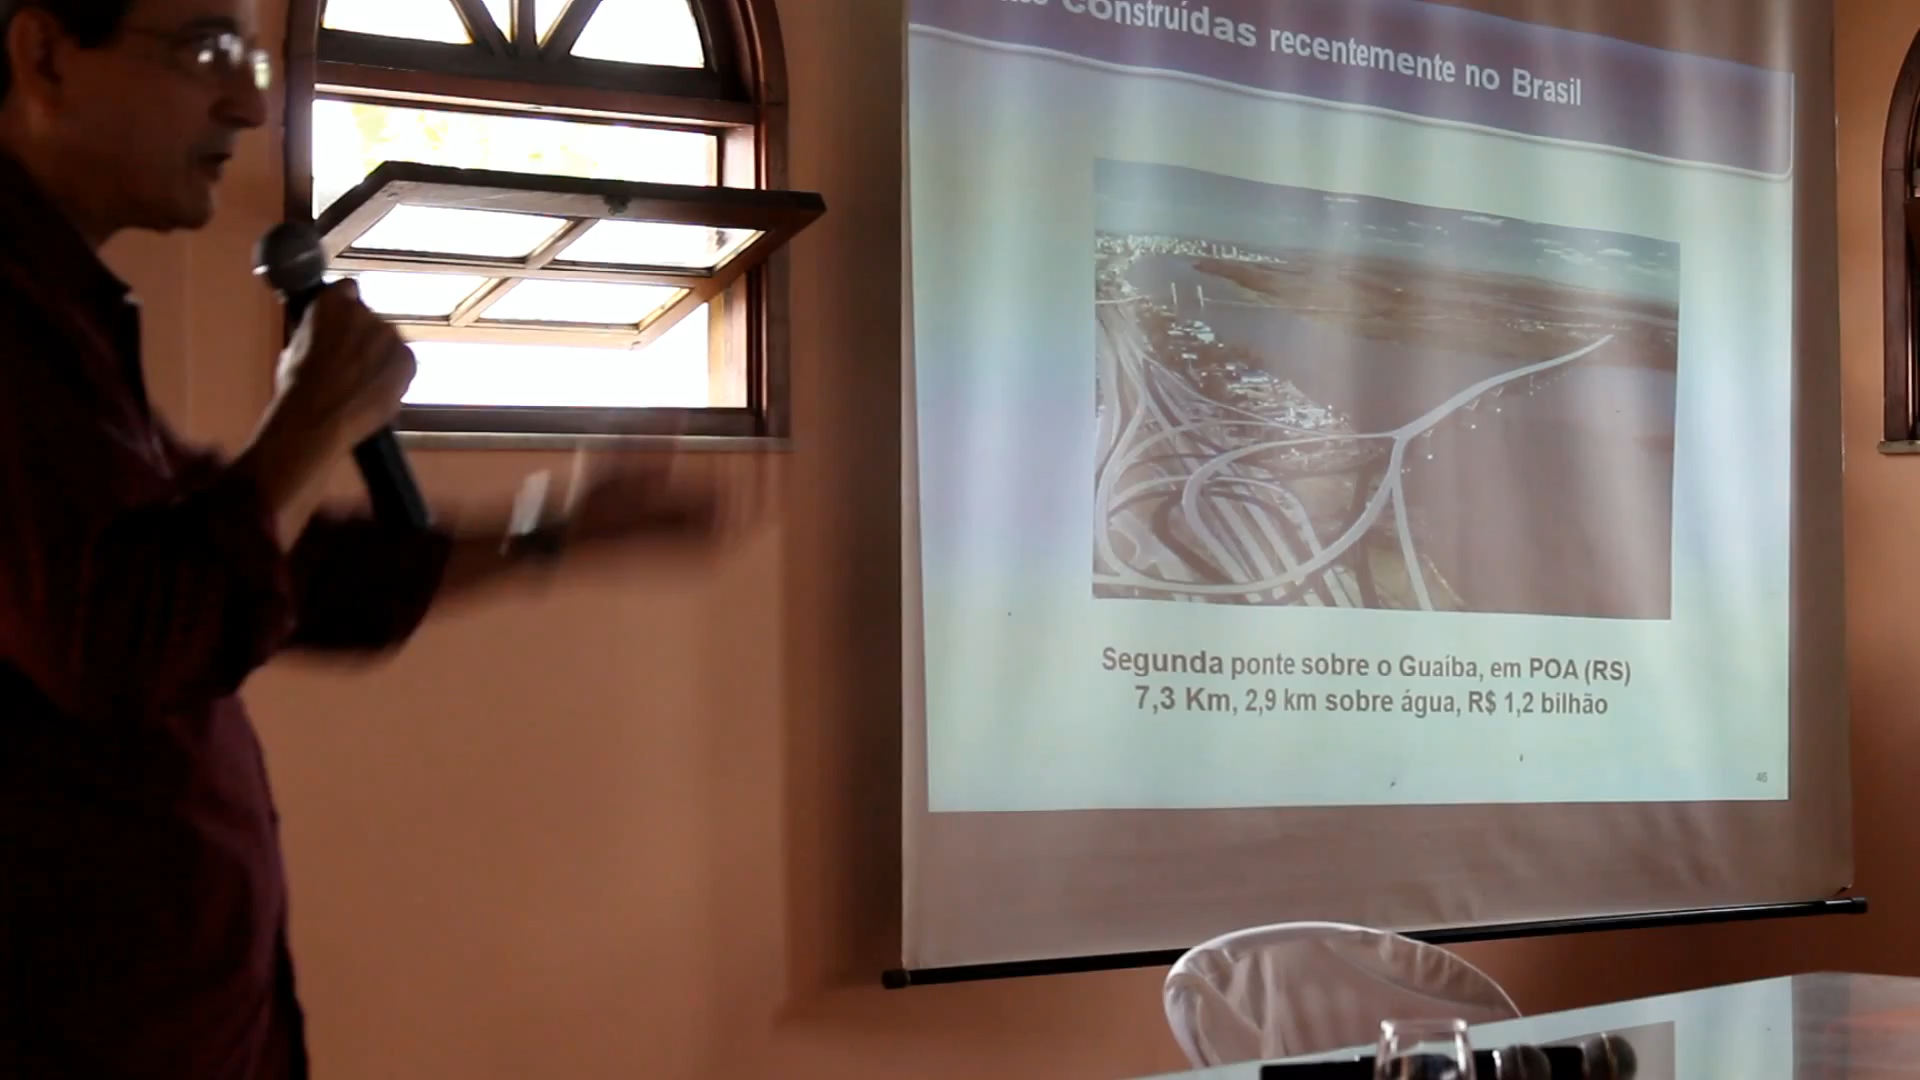 construídas recentemente no Brasil
Segunda ponte sobre o Guaíba, em POA (RS)
7,3 Km, 2,9 km sobre água, R$ 1,2 bilhão
46